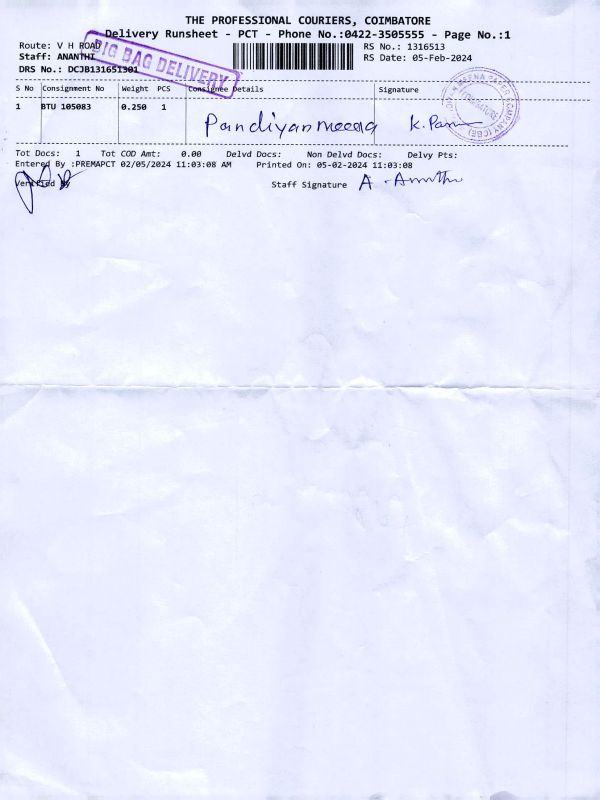 THE PROFESSIONAL COURIERS, COIMBATORE
Delivery Runsheet - PCT - Phone No.:0422-3505555 - Page No.:1
Route: V H ROAD
RS No.: 1316513
Staff: ANANTHI
RS Date: 05-Feb-2024
DRS No.: DCJB131651301
BIG BAG DELIVERY
S No Consignment No Weight PCS Consignee Details Signature
1 BTU 105083 0.250 1
Pandiyanmeena K. Pan
Tot Docs: 1 Tot COD Amt: 0.00 Delvd Docs: Non Delvd Docs: Delvy Pts:
Entered By :PREMAPCT 02/05/2024 11:03:08 AM Printed On: 05-02-2024 11:03:08
Verified By Staff Signature